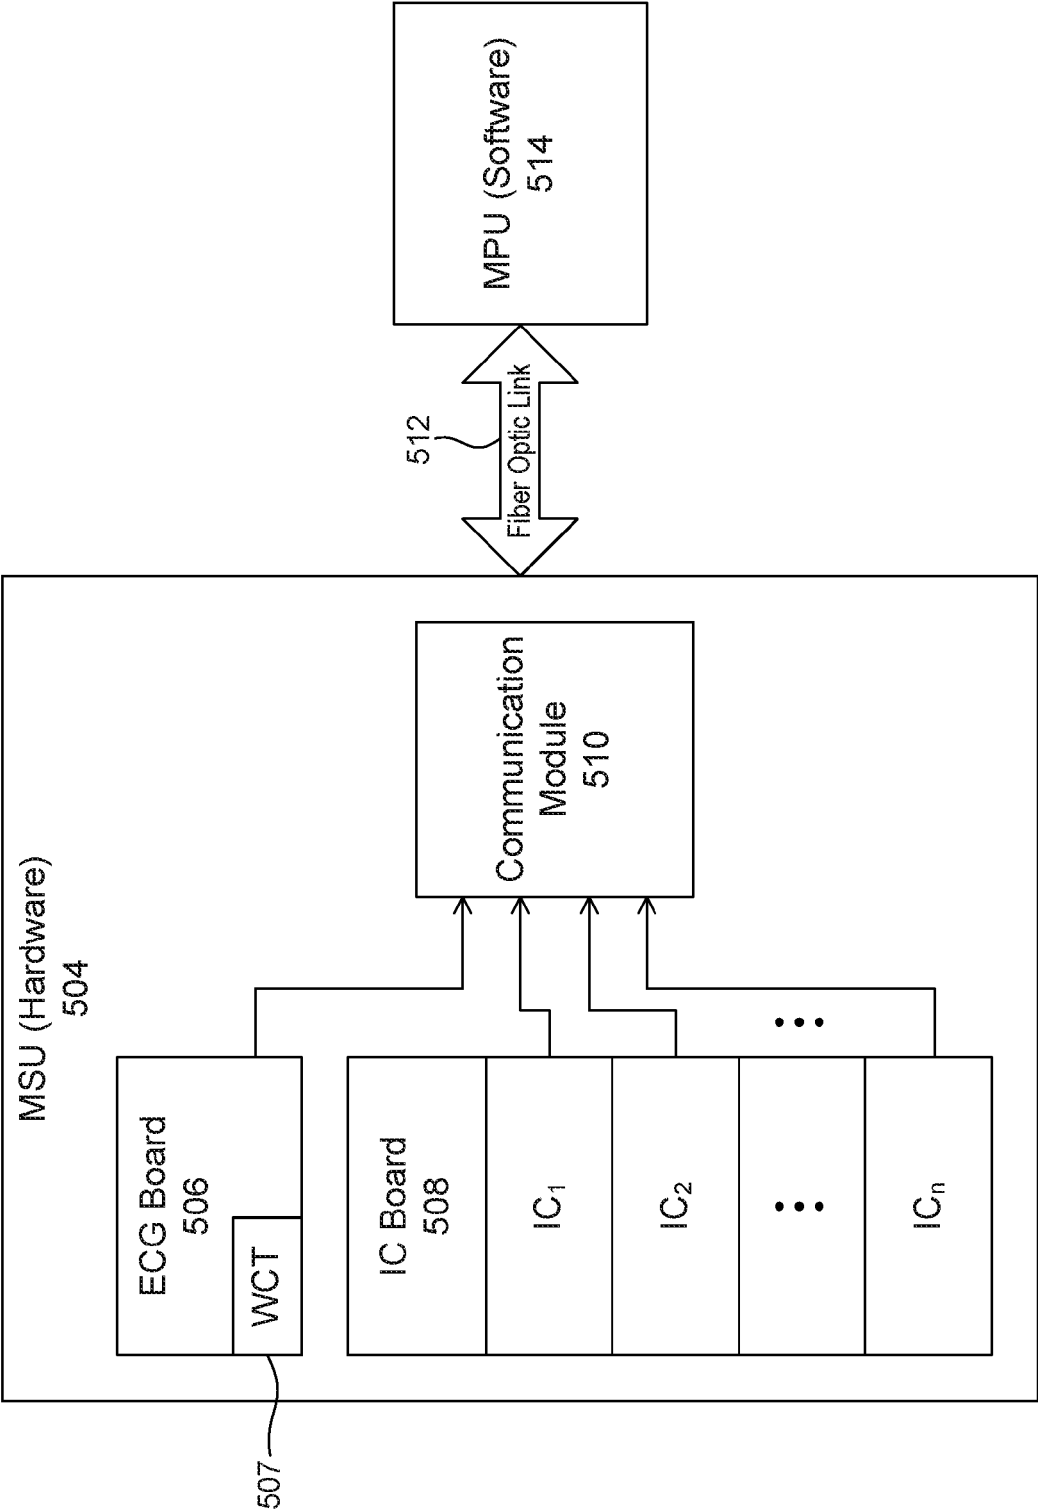 MSU (Hardware)
504
ECG Board
506
WCT
507
IC Board
508
IC₁
IC₂
•••
•••
ICₙ
Communication
Module
510
512
Fiber Optic Link
MPU (Software)
514